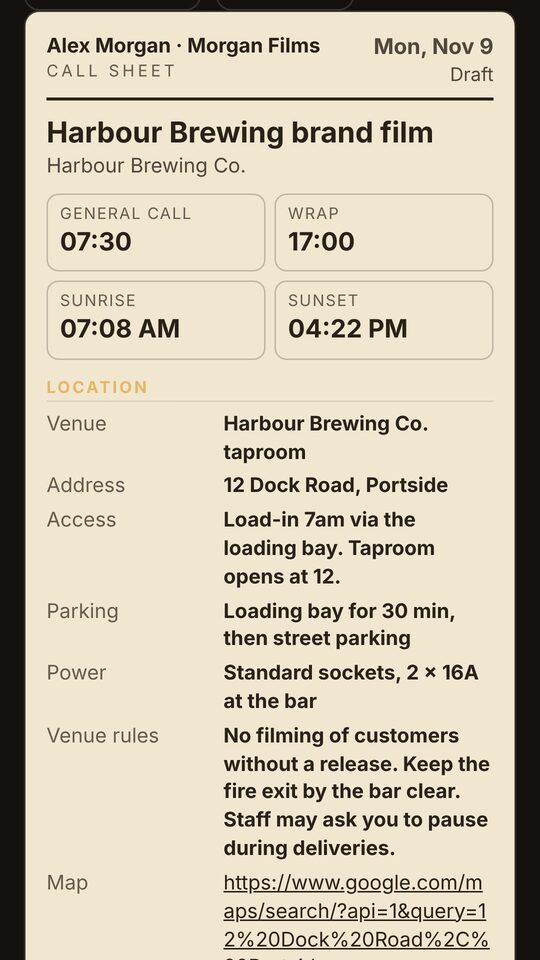 Alex Morgan · Morgan Films
Mon, Nov 9
CALL SHEET
Draft
Harbour Brewing brand film
Harbour Brewing Co.
GENERAL CALL
07:30
WRAP
17:00
SUNRISE
07:08 AM
SUNSET
04:22 PM
LOCATION
Venue
Harbour Brewing Co.
taproom
Address
12 Dock Road, Portside
Access
Load-in 7am via the
loading bay. Taproom
opens at 12.
Parking
Loading bay for 30 min,
then street parking
Power
Standard sockets, 2 × 16A
at the bar
Venue rules
No filming of customers
without a release. Keep the
fire exit by the bar clear.
Staff may ask you to pause
during deliveries.
Map
https://www.google.com/m
aps/search/?api=1&query=1
2%20Dock%20Road%2C%